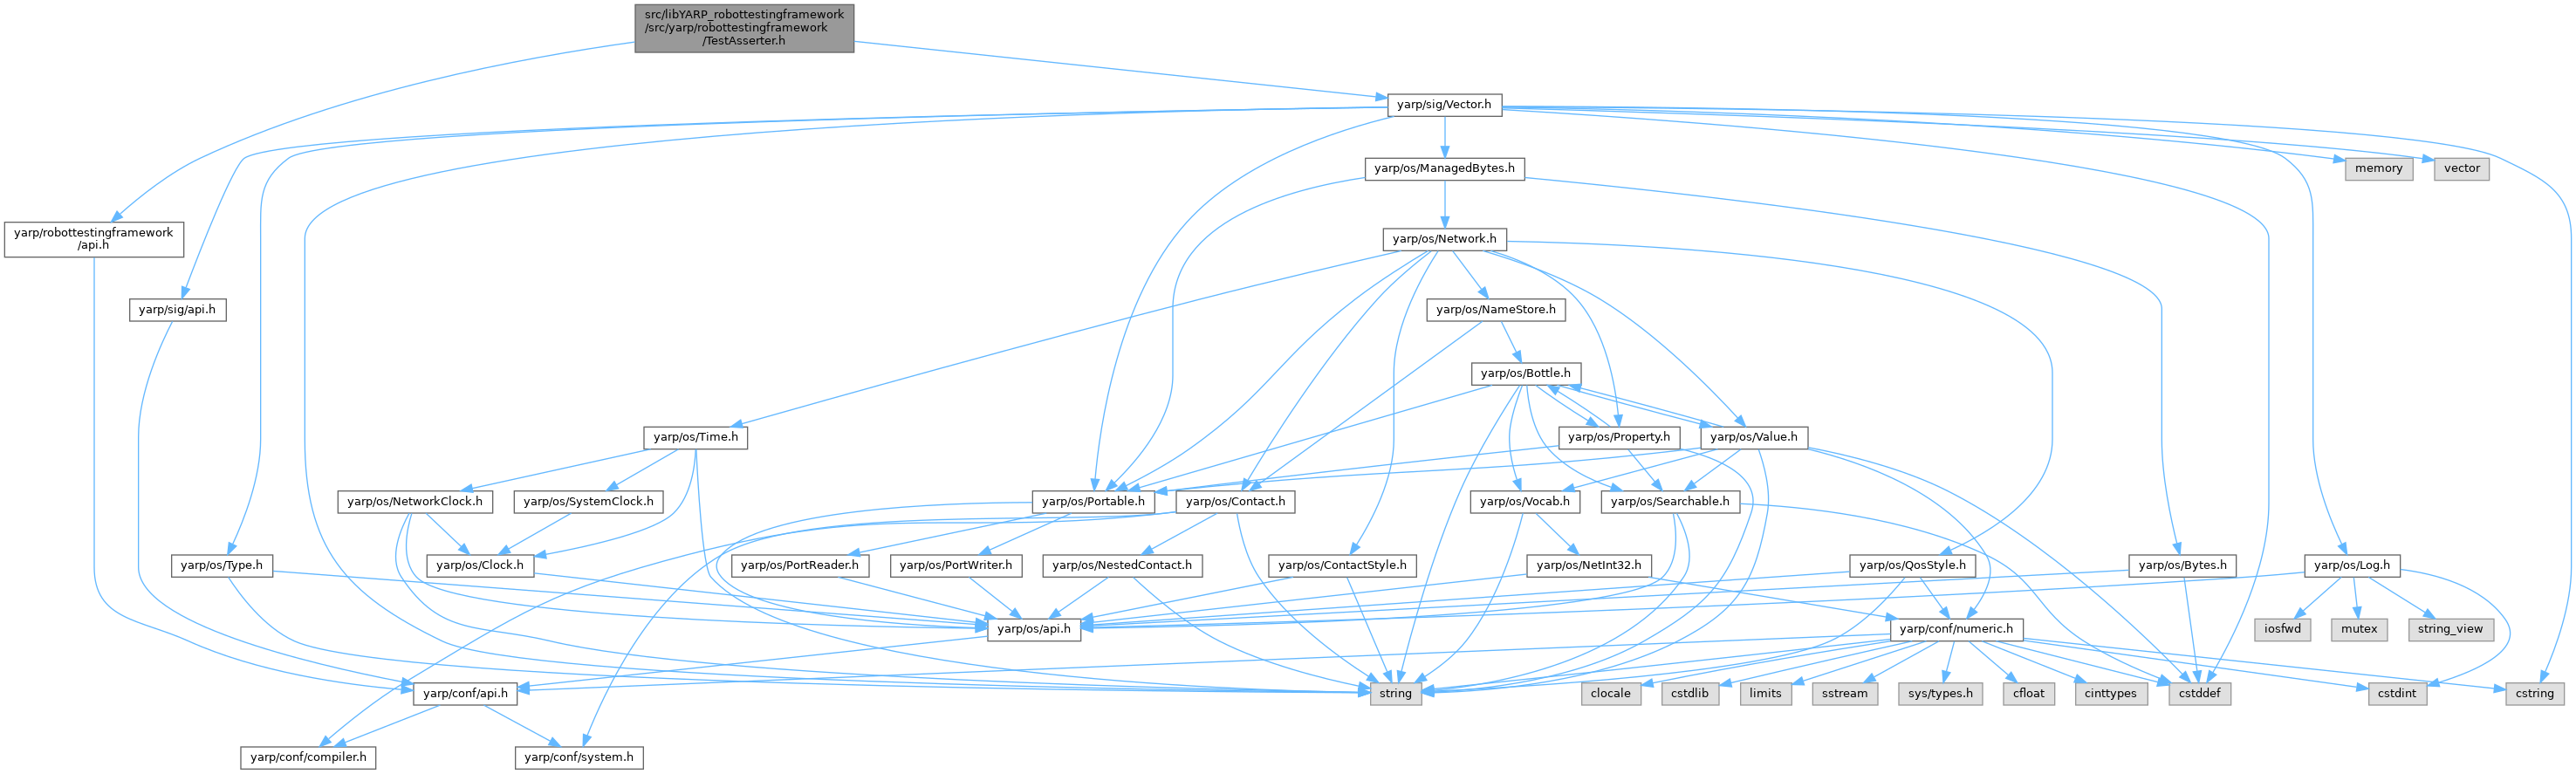 src/libYARP_robottestingframework
/src/yarp/robottestingframework
/TestAsserter.h
yarp/sig/Vector.h
yarp/os/ManagedBytes.h
memory
vector
yarp/robottestingframework
/api.h
yarp/os/Network.h
yarp/sig/api.h
yarp/os/NameStore.h
yarp/os/Bottle.h
yarp/os/Time.h
yarp/os/Property.h
yarp/os/Value.h
yarp/os/NetworkClock.h
yarp/os/SystemClock.h
yarp/os/Portable.h
yarp/os/Contact.h
yarp/os/Vocab.h
yarp/os/Searchable.h
yarp/os/Type.h
yarp/os/Clock.h
yarp/os/PortReader.h
yarp/os/PortWriter.h
yarp/os/NestedContact.h
yarp/os/ContactStyle.h
yarp/os/NetInt32.h
yarp/os/QosStyle.h
yarp/os/Bytes.h
yarp/os/Log.h
yarp/os/api.h
yarp/conf/numeric.h
iosfwd
mutex
string_view
yarp/conf/api.h
string
clocale
cstdlib
limits
sstream
sys/types.h
cfloat
cinttypes
cstddef
cstdint
cstring
yarp/conf/compiler.h
yarp/conf/system.h